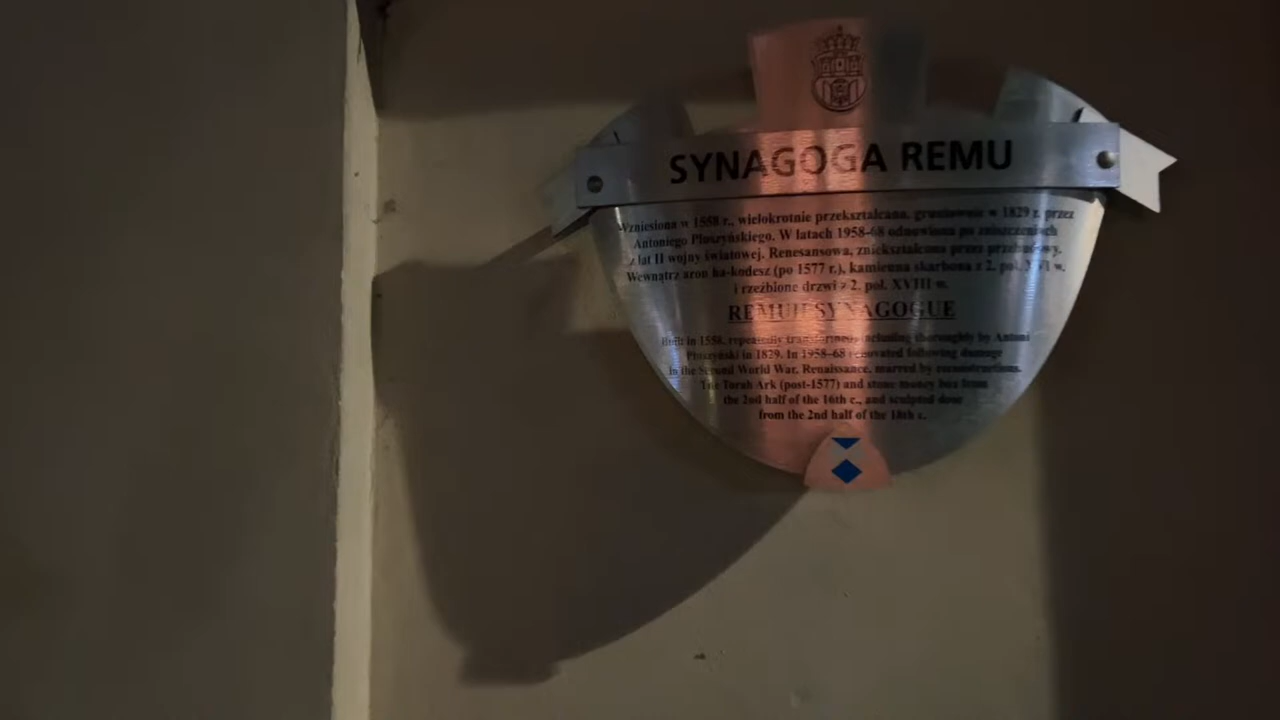 SYNAGOGA REMU
Wzniesiona w 1558 r., wielokrotnie przekształcana, gruntownie w 1829 r. przez
Antoniego Pluszyńskiego. W latach 1958-68 odnowiona po zniszczeniach
z lat II wojny światowej. Renesansowa, zniekształcona przez przebudowy.
Wewnątrz aron ha-kodesz (po 1577 r.), kamienna skarbona z 2. poł. XVI w.
i rzeźbione drzwi z 2. poł. XVIII w.
REMUH SYNAGOGUE
Built in 1558, repeatedly transformed, including thoroughly by Antoni
Pluszyński in 1829. In 1958-68 renovated following damage
in the Second World War. Renaissance, marred by reconstructions.
The Torah Ark (post-1577) and stone money box from
the 2nd half of the 16th c., and sculpted door
from the 2nd half of the 18th c.